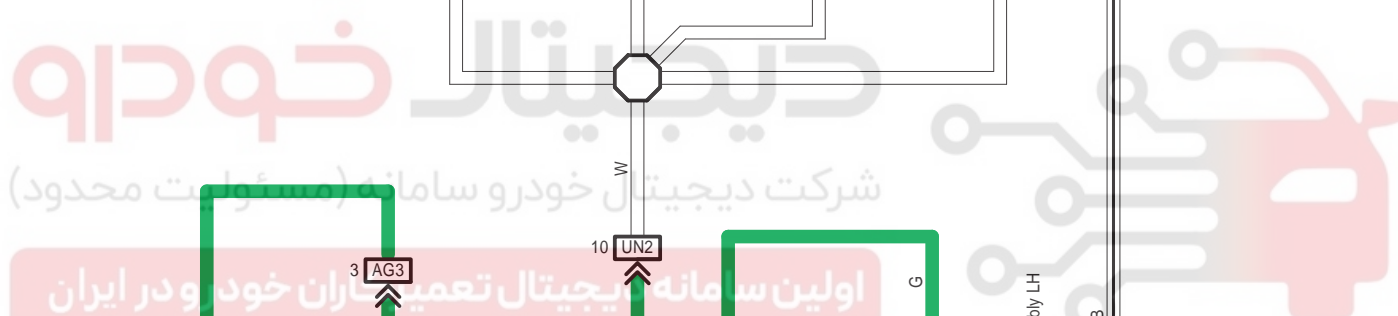 دیجیتال خودرو
شرکت دیجیتال خودرو سامانه (مسئولیت محدود)
W
10 UN2
3 AG3
اولین سامانه دیجیتال تعمیرکاران خودرو در ایران
G
bly LH
B